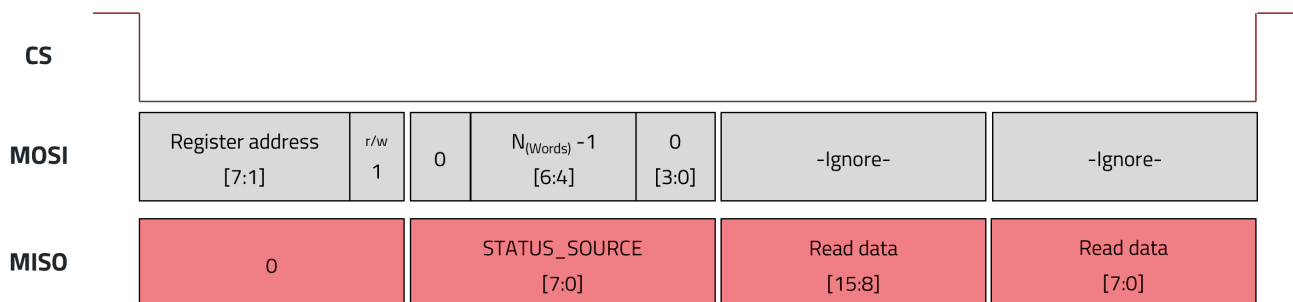 CS
MOSI
Register address
[7:1]
r/w
1
0
N(Words) -1
[6:4]
0
[3:0]
-Ignore-
-Ignore-
MISO
0
STATUS_SOURCE
[7:0]
Read data
[15:8]
Read data
[7:0]